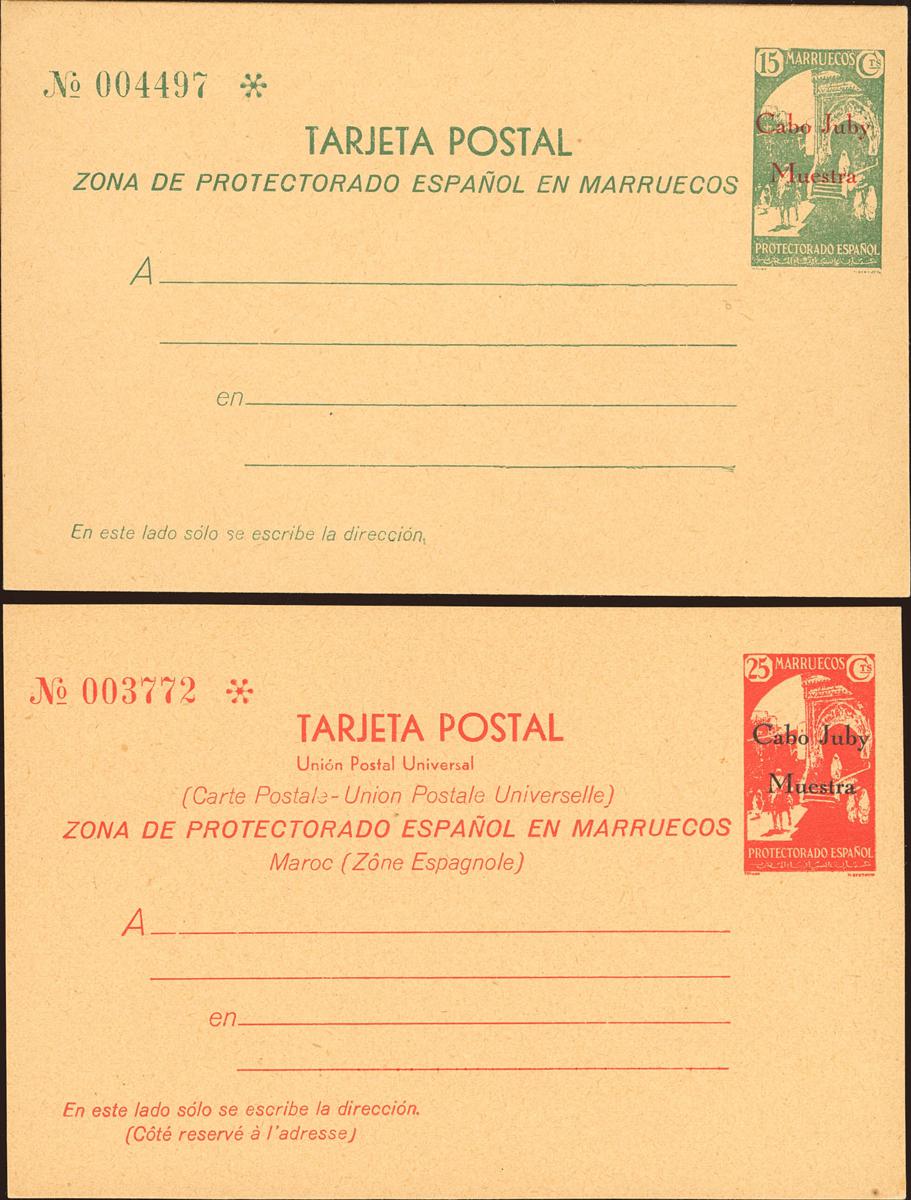 № 004497 *
15 MARRUECOS CTS
Cabo Juby
Muestra
PROTECTORADO ESPAÑOL
TARJETA POSTAL
ZONA DE PROTECTORADO ESPAÑOL EN MARRUECOS
A
en
En este lado sólo se escribe la dirección.
№ 003772 *
25 MARRUECOS CTS
Cabo Juby
Muestra
PROTECTORADO ESPAÑOL
TARJETA POSTAL
Unión Postal Universal
(Carte Postale-Union Postale Universelle)
ZONA DE PROTECTORADO ESPAÑOL EN MARRUECOS
Maroc (Zône Espagnole)
A
en
En este lado sólo se escribe la dirección.
(Côté reservé à l'adresse)